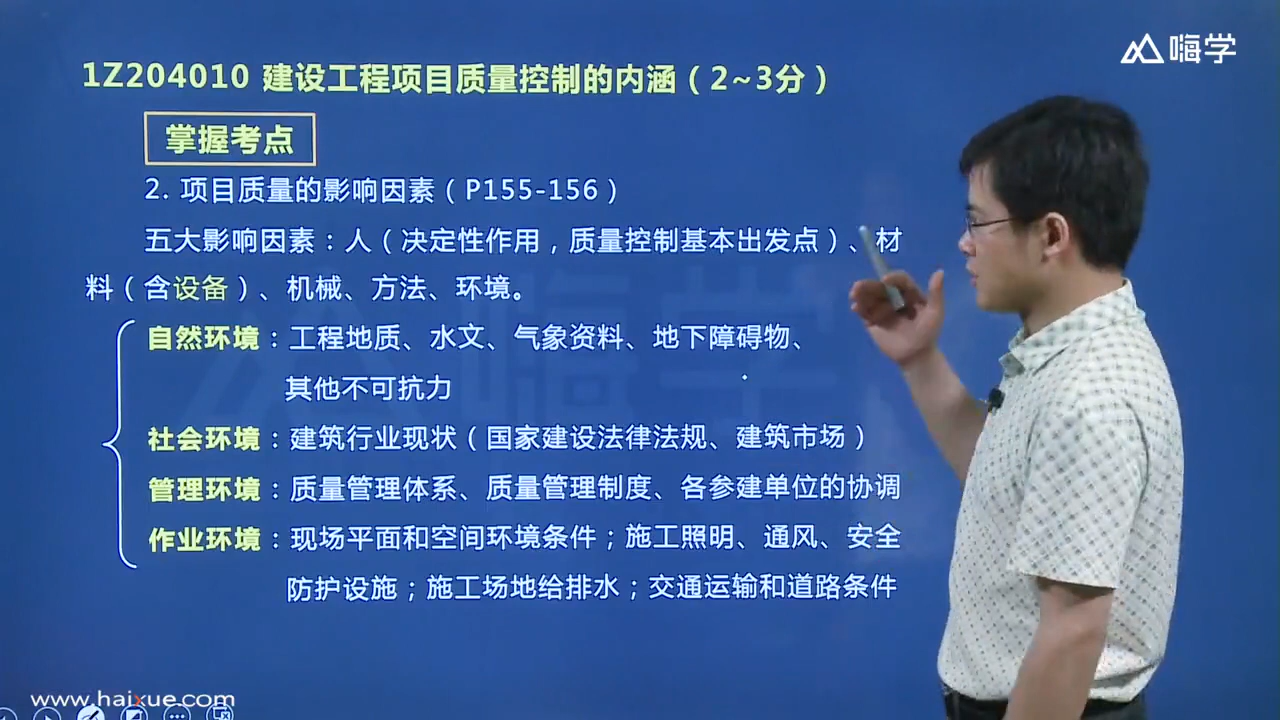 嗨学
1Z204010 建设工程项目质量控制的内涵（2~3分）
掌握考点
2. 项目质量的影响因素（P155-156）
五大影响因素：人（决定性作用，质量控制基本出发点）、材
料（含设备）、机械、方法、环境。
自然环境：工程地质、水文、气象资料、地下障碍物、
其他不可抗力
社会环境：建筑行业现状（国家建设法律法规、建筑市场）
管理环境：质量管理体系、质量管理制度、各参建单位的协调
作业环境：现场平面和空间环境条件；施工照明、通风、安全
防护设施；施工场地给排水；交通运输和道路条件
www.haixue.com